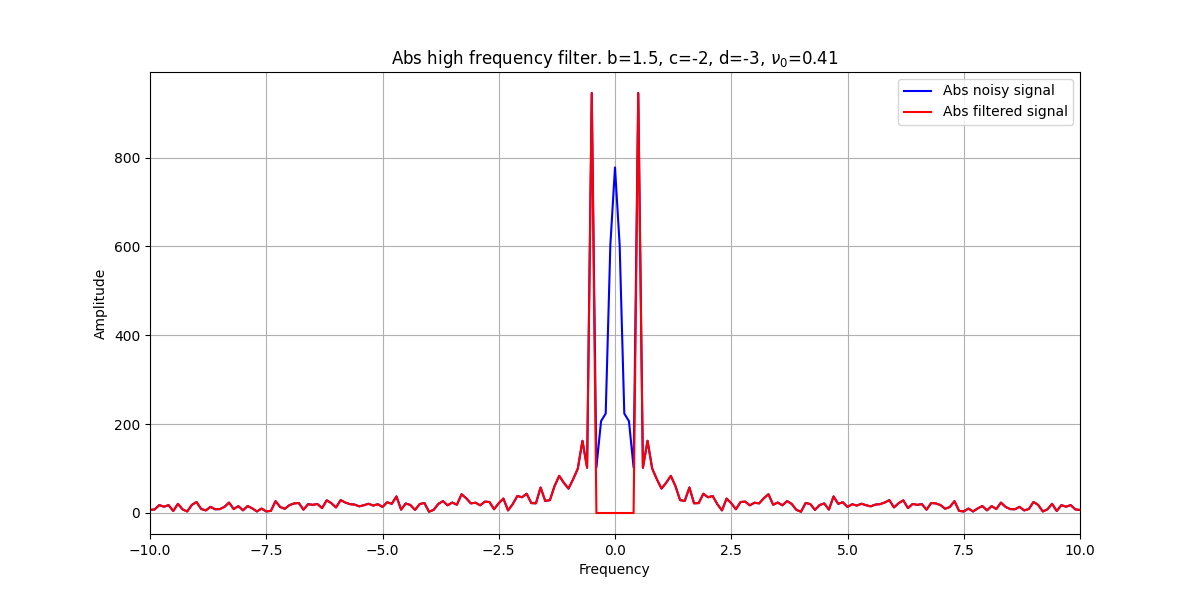 Abs high frequency filter. b=1.5, c=-2, d=-3, ν₀=0.41
Abs noisy signal
Abs filtered signal
Amplitude
800
600
400
200
0
−10.0 −7.5 −5.0 −2.5 0.0 2.5 5.0 7.5 10.0
Frequency